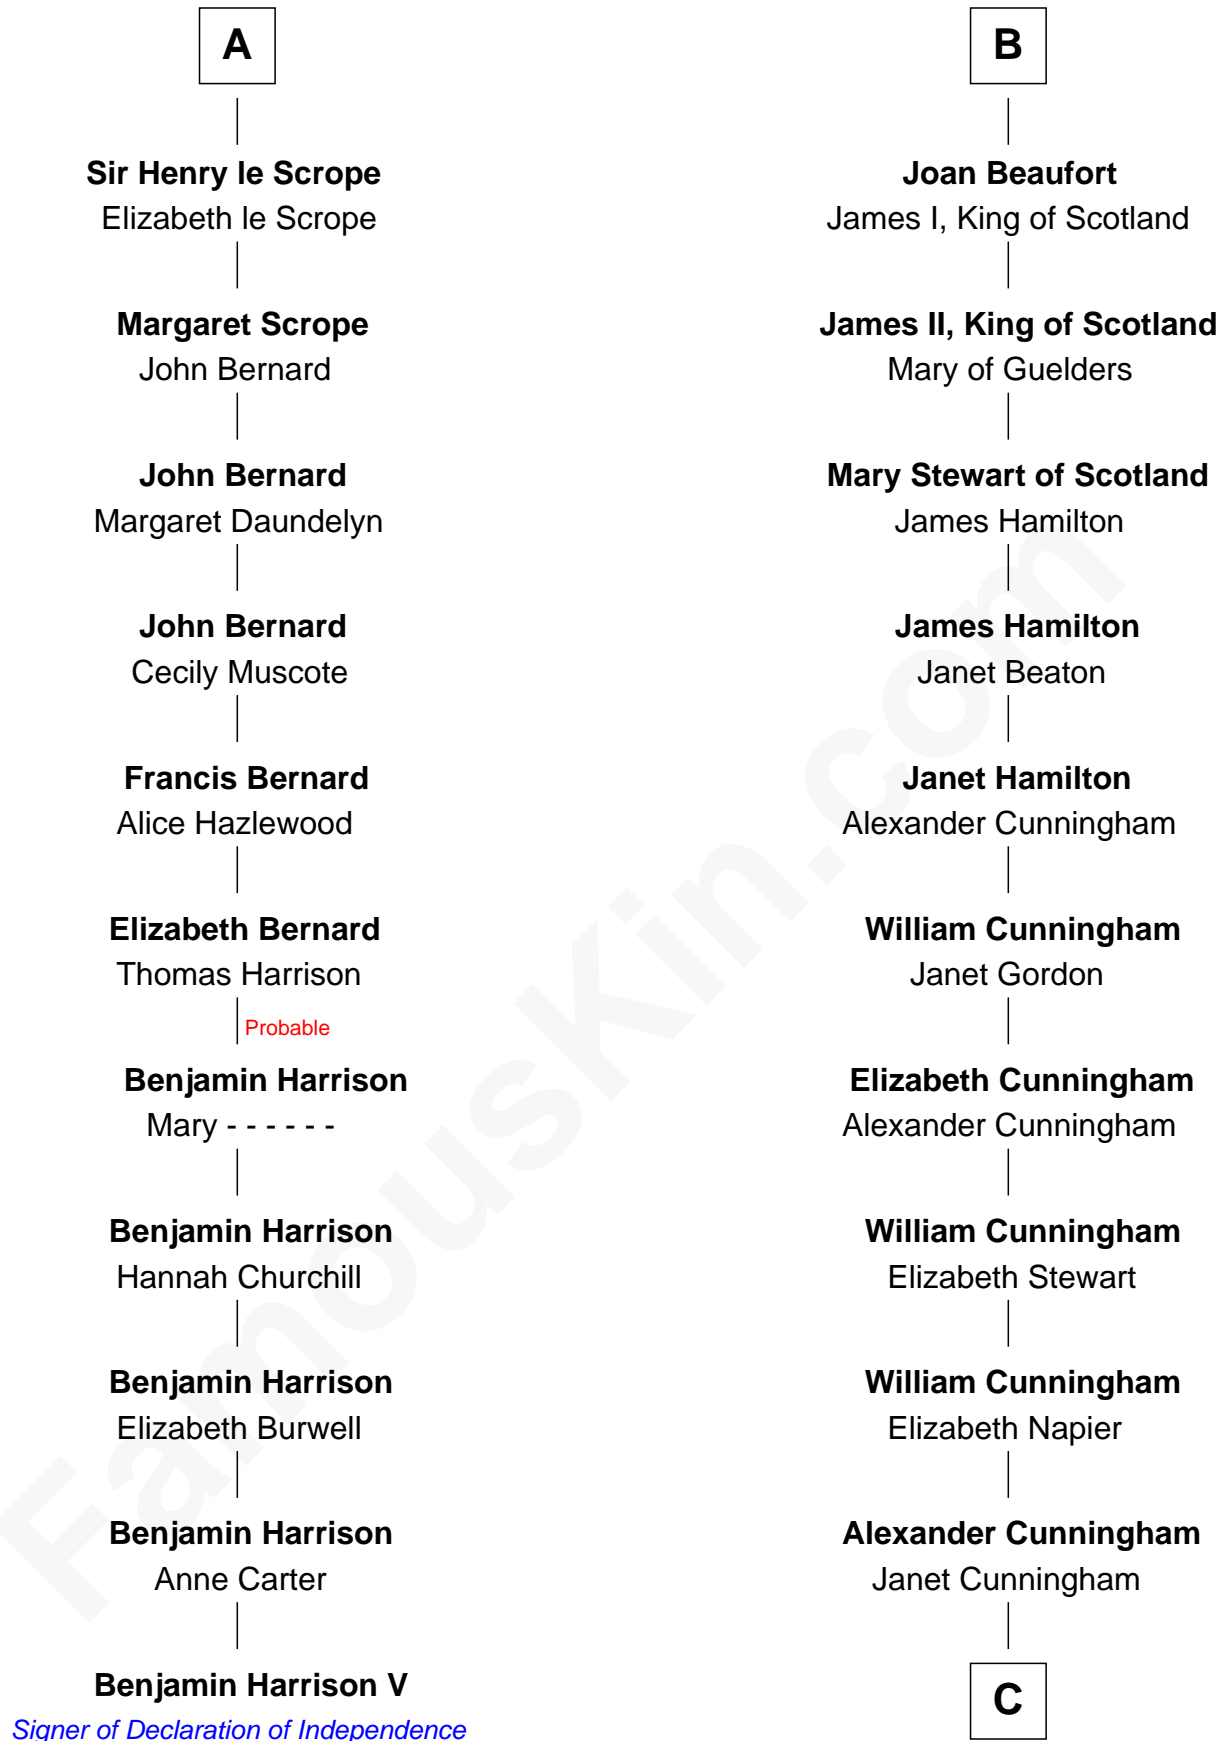 A
Sir Henry le Scrope
Elizabeth le Scrope
Margaret Scrope
John Bernard
John Bernard
Margaret Daundelyn
John Bernard
Cecily Muscote
Francis Bernard
Alice Hazlewood
Elizabeth Bernard
Thomas Harrison
Probable
Benjamin Harrison
Mary - - - - - -
Benjamin Harrison
Hannah Churchill
Benjamin Harrison
Elizabeth Burwell
Benjamin Harrison
Anne Carter
Benjamin Harrison V
Signer of Declaration of Independence
B
Joan Beaufort
James I, King of Scotland
James II, King of Scotland
Mary of Guelders
Mary Stewart of Scotland
James Hamilton
James Hamilton
Janet Beaton
Janet Hamilton
Alexander Cunningham
William Cunningham
Janet Gordon
Elizabeth Cunningham
Alexander Cunningham
William Cunningham
Elizabeth Stewart
William Cunningham
Elizabeth Napier
Alexander Cunningham
Janet Cunningham
C
FamousKin.com